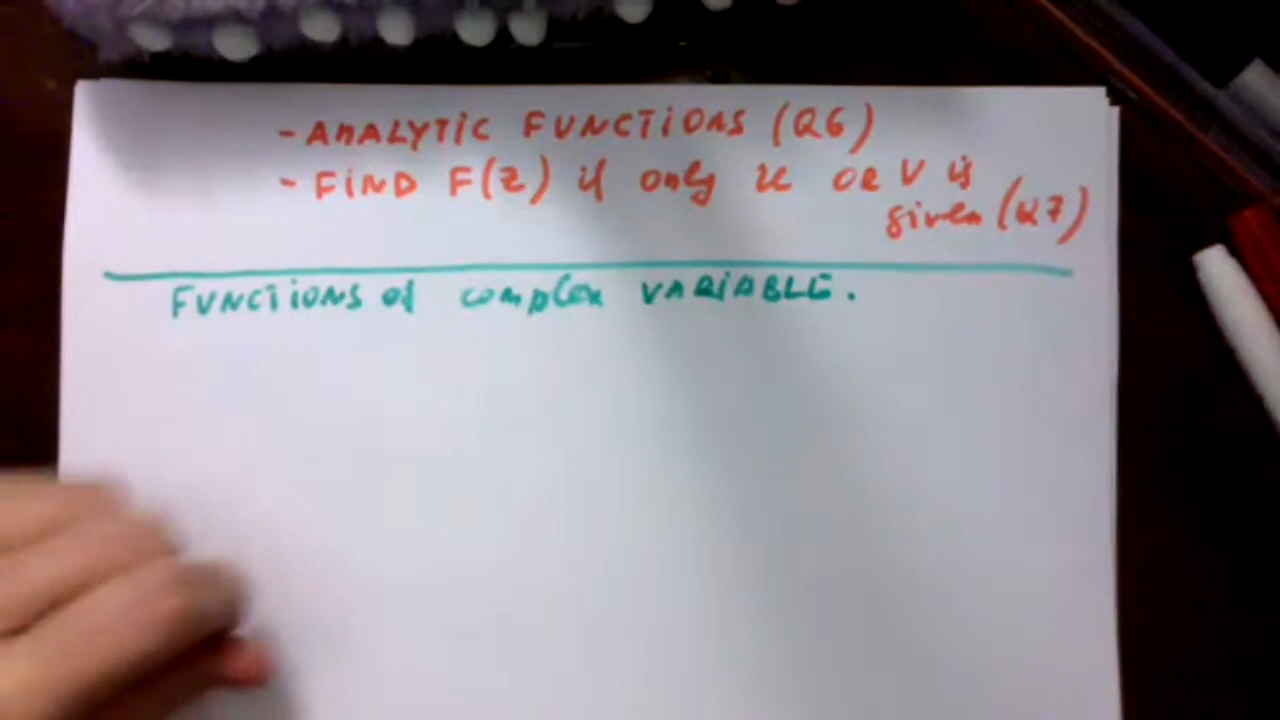 - ANALYTIC FUNCTIONS (Q6)
- FIND F(Z) if only u OR V is
given (Q7)
FUNCTIONS of complex VARIABLE.